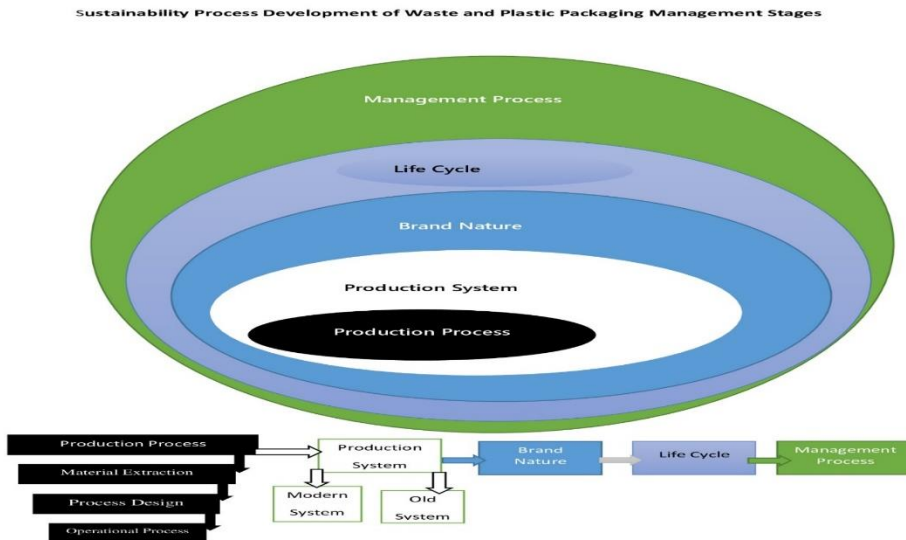 Sustainability Process Development of Waste and Plastic Packaging Management Stages
Management Process
Life Cycle
Brand Nature
Production System
Production Process
Production Process
Material Extraction
Process Design
Operational Process
Production
System
Modern
System
Old
System
Brand
Nature
Life Cycle
Management
Process